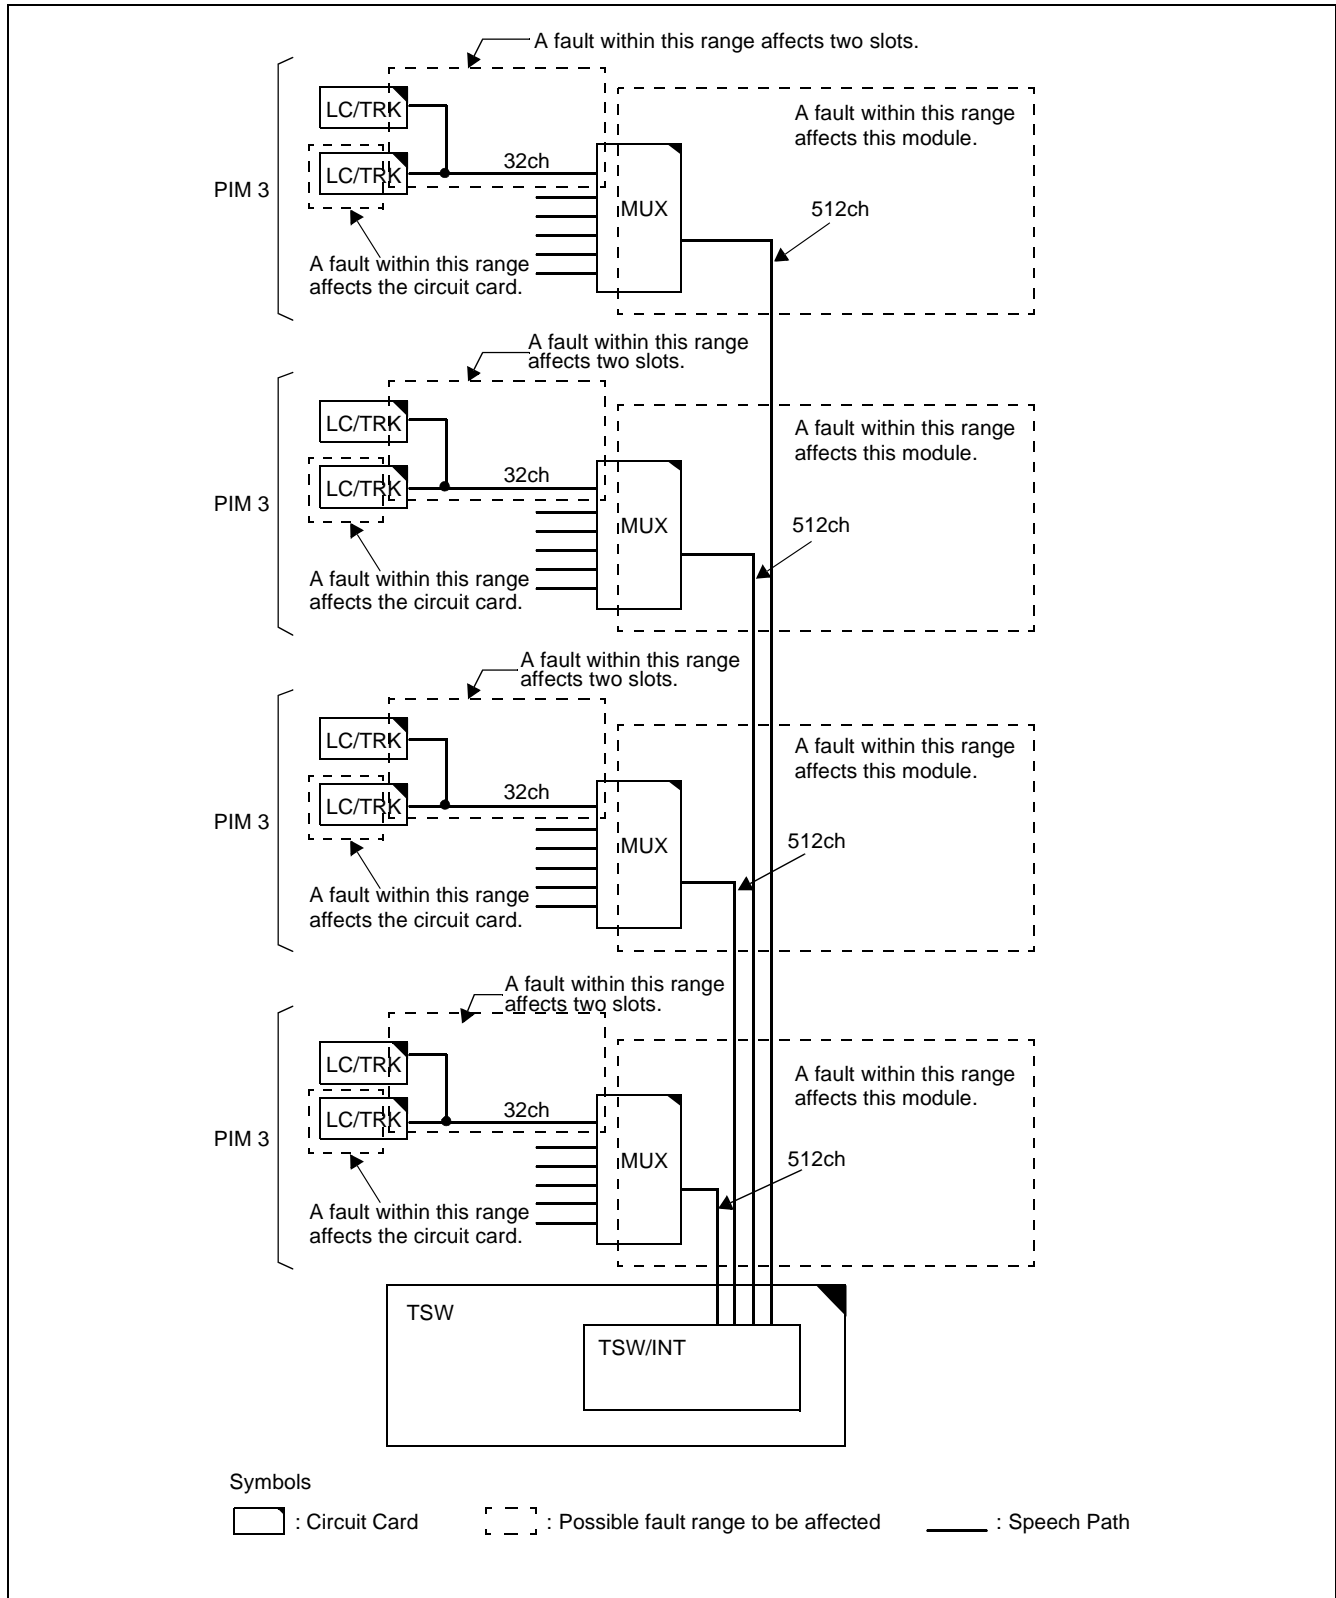 A fault within this range affects two slots.
LC/TRK
A fault within this range
affects this module.
32ch
LC/TRK
PIM 3
MUX
512ch
A fault within this range
affects the circuit card.
A fault within this range
affects two slots.
LC/TRK
A fault within this range
affects this module.
32ch
LC/TRK
PIM 3
MUX
512ch
A fault within this range
affects the circuit card.
A fault within this range
affects two slots.
LC/TRK
A fault within this range
affects this module.
32ch
LC/TRK
PIM 3
MUX
512ch
A fault within this range
affects the circuit card.
A fault within this range
affects two slots.
LC/TRK
A fault within this range
affects this module.
32ch
LC/TRK
PIM 3
MUX
512ch
A fault within this range
affects the circuit card.
TSW
TSW/INT
Symbols
: Circuit Card
: Possible fault range to be affected
: Speech Path